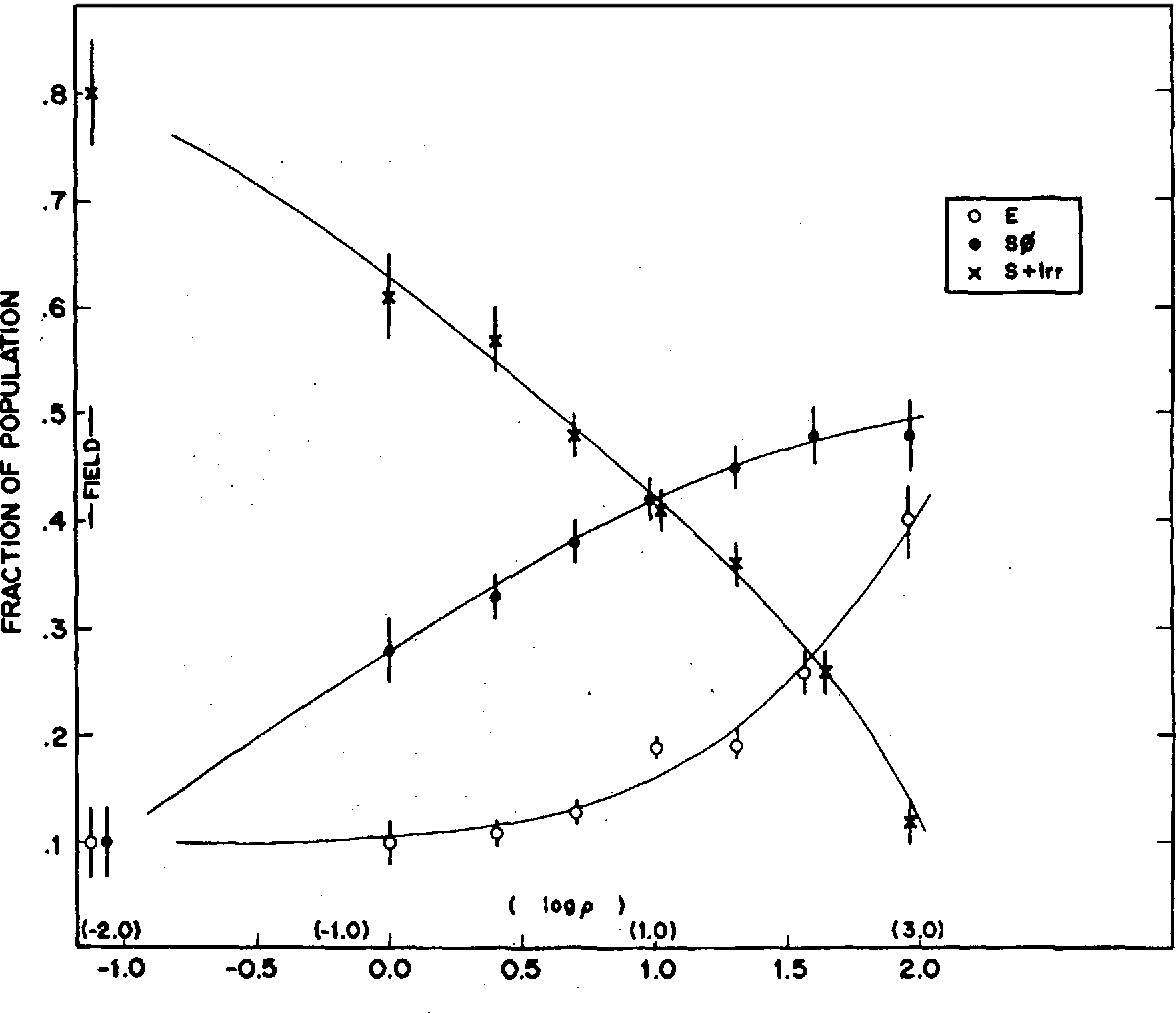 .8
.7
.6
.5
.4
.3
.2
.1
FRACTION OF POPULATION
FIELD
E
SØ
S+Irr
( log ρ )
(-2.0) (-1.0) (1.0) (3.0)
-1.0 -0.5 0.0 0.5 1.0 1.5 2.0